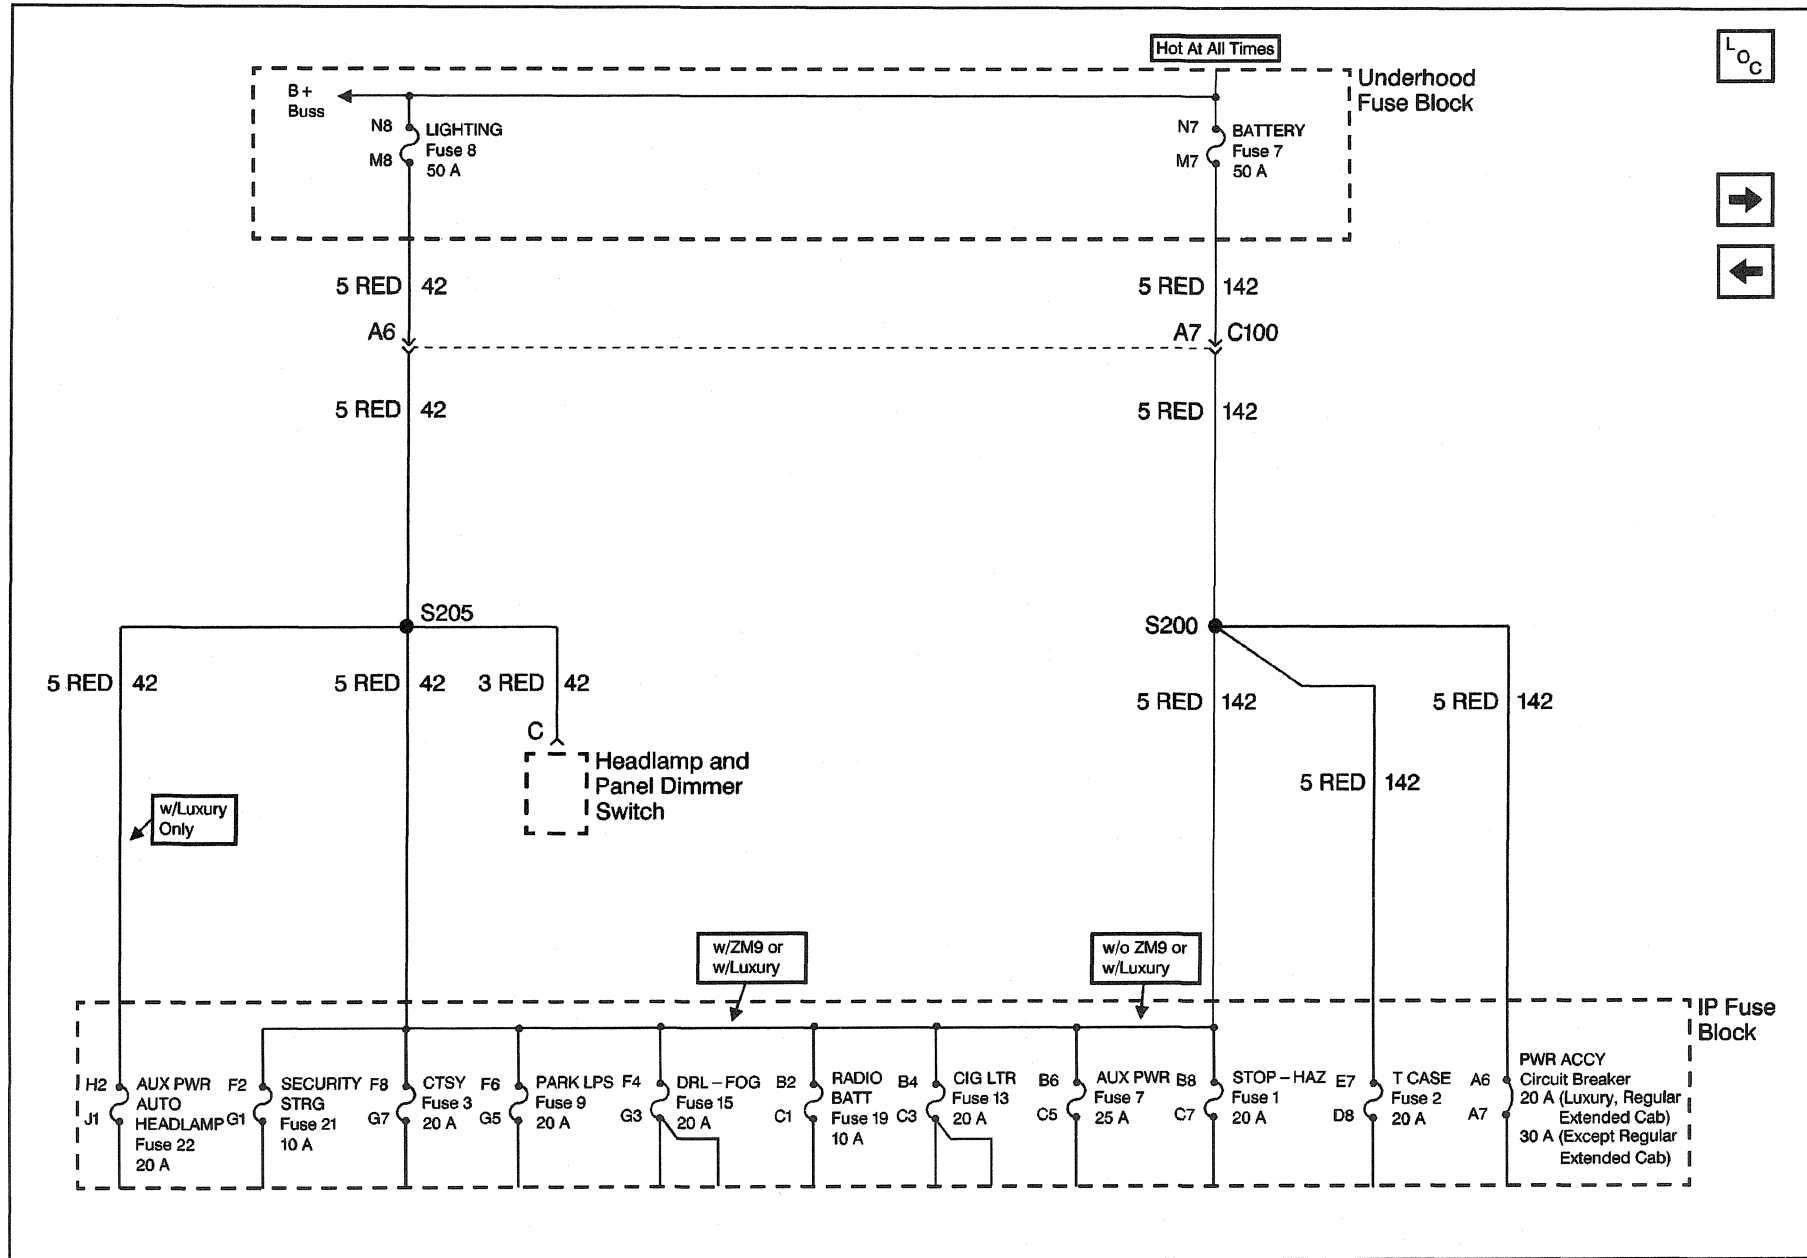 Hot At All Times
L
O
C
B +
Buss
Underhood
Fuse Block
N8
LIGHTING
Fuse 8
50 A
M8
N7
BATTERY
Fuse 7
50 A
M7
5 RED 42
5 RED 142
A6
A7 C100
5 RED 42
5 RED 142
S205
S200
5 RED 42
5 RED 42
3 RED 42
5 RED 142
5 RED 142
5 RED 142
C
Headlamp and
Panel Dimmer
Switch
w/Luxury
Only
w/ZM9 or
w/Luxury
w/o ZM9 or
w/Luxury
IP Fuse
Block
H2
J1
AUX PWR
AUTO
HEADLAMP
Fuse 22
20 A
F2
G1
SECURITY
STRG
Fuse 21
10 A
F8
G7
CTSY
Fuse 3
20 A
F6
G5
PARK LPS
Fuse 9
20 A
F4
G3
DRL – FOG
Fuse 15
20 A
B2
C1
RADIO
BATT
Fuse 19
10 A
B4
C3
CIG LTR
Fuse 13
20 A
B6
C5
AUX PWR
Fuse 7
25 A
B8
C7
STOP – HAZ
Fuse 1
20 A
E7
D8
T CASE
Fuse 2
20 A
A6
A7
PWR ACCY
Circuit Breaker
20 A (Luxury, Regular
Extended Cab)
30 A (Except Regular
Extended Cab)